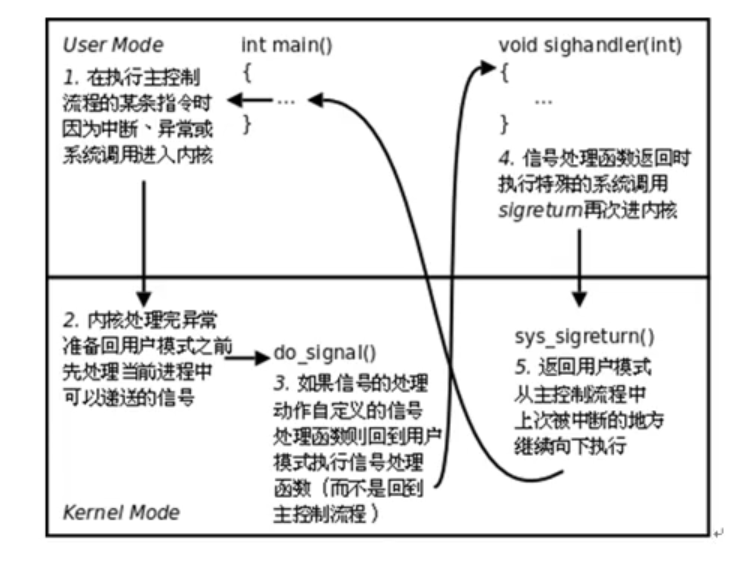 User Mode
int main()
{
...
}
void sighandler(int)
{
...
}
1. 在执行主控制
流程的某条指令时
因为中断、异常或
系统调用进入内核
4. 信号处理函数返回时
执行特殊的系统调用
sigreturn再次进内核
2. 内核处理完异常
准备回用户模式之前
先处理当前进程中
可以递送的信号
do_signal()
3. 如果信号的处理
动作自定义的信号
处理函数则回到用户
模式执行信号处理
函数（而不是回到
主控制流程）
sys_sigreturn()
5. 返回用户模式
从主控制流程中
上次被中断的地方
继续向下执行
Kernel Mode